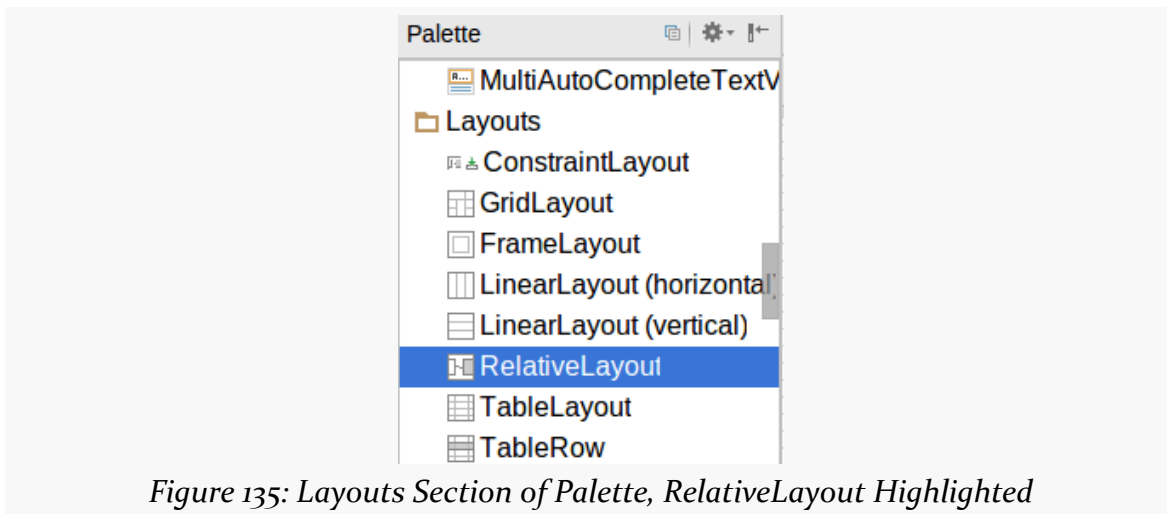 Palette
MultiAutoCompleteTextV
Layouts
ConstraintLayout
GridLayout
FrameLayout
LinearLayout (horizontal)
LinearLayout (vertical)
RelativeLayout
TableLayout
TableRow
Figure 135: Layouts Section of Palette, RelativeLayout Highlighted